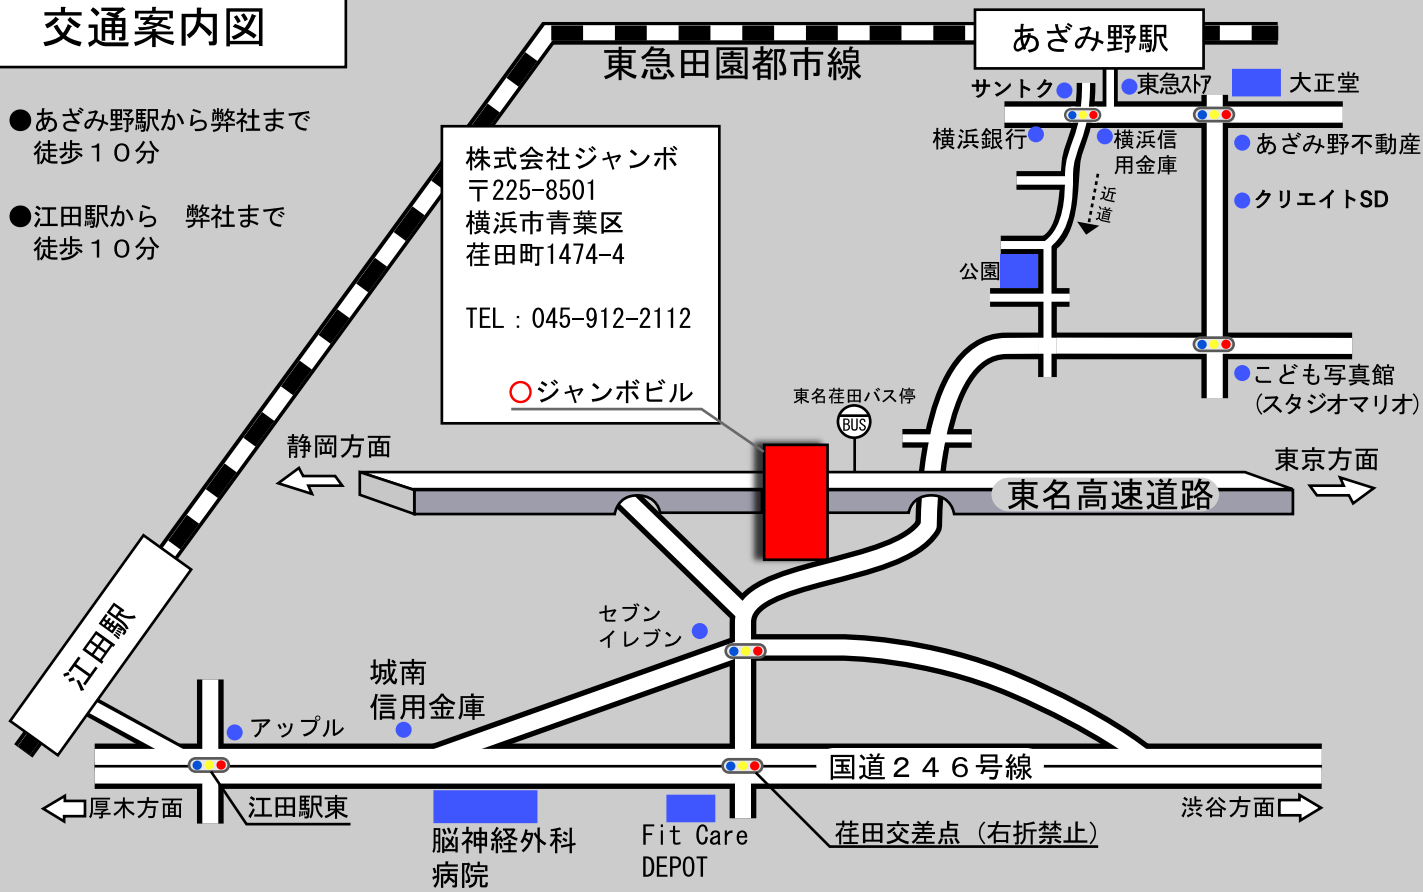 交通案内図
●あざみ野駅から弊社まで
徒歩１０分
●江田駅から　弊社まで
徒歩１０分
東急田園都市線
あざみ野駅
サントク
東急ｽﾄｱ
大正堂
横浜銀行
横浜信
用金庫
あざみ野不動産
近道
クリエイトSD
公園
株式会社ジャンボ
〒225-8501
横浜市青葉区
荏田町1474-4
TEL：045-912-2112
○ジャンボビル
東名荏田バス停
BUS
こども写真館
(スタジオマリオ)
静岡方面
東京方面
東名高速道路
江田駅
セブン
イレブン
城南
信用金庫
アップル
国道２４６号線
厚木方面
江田駅東
渋谷方面
脳神経外科
病院
Fit Care
DEPOT
荏田交差点（右折禁止）